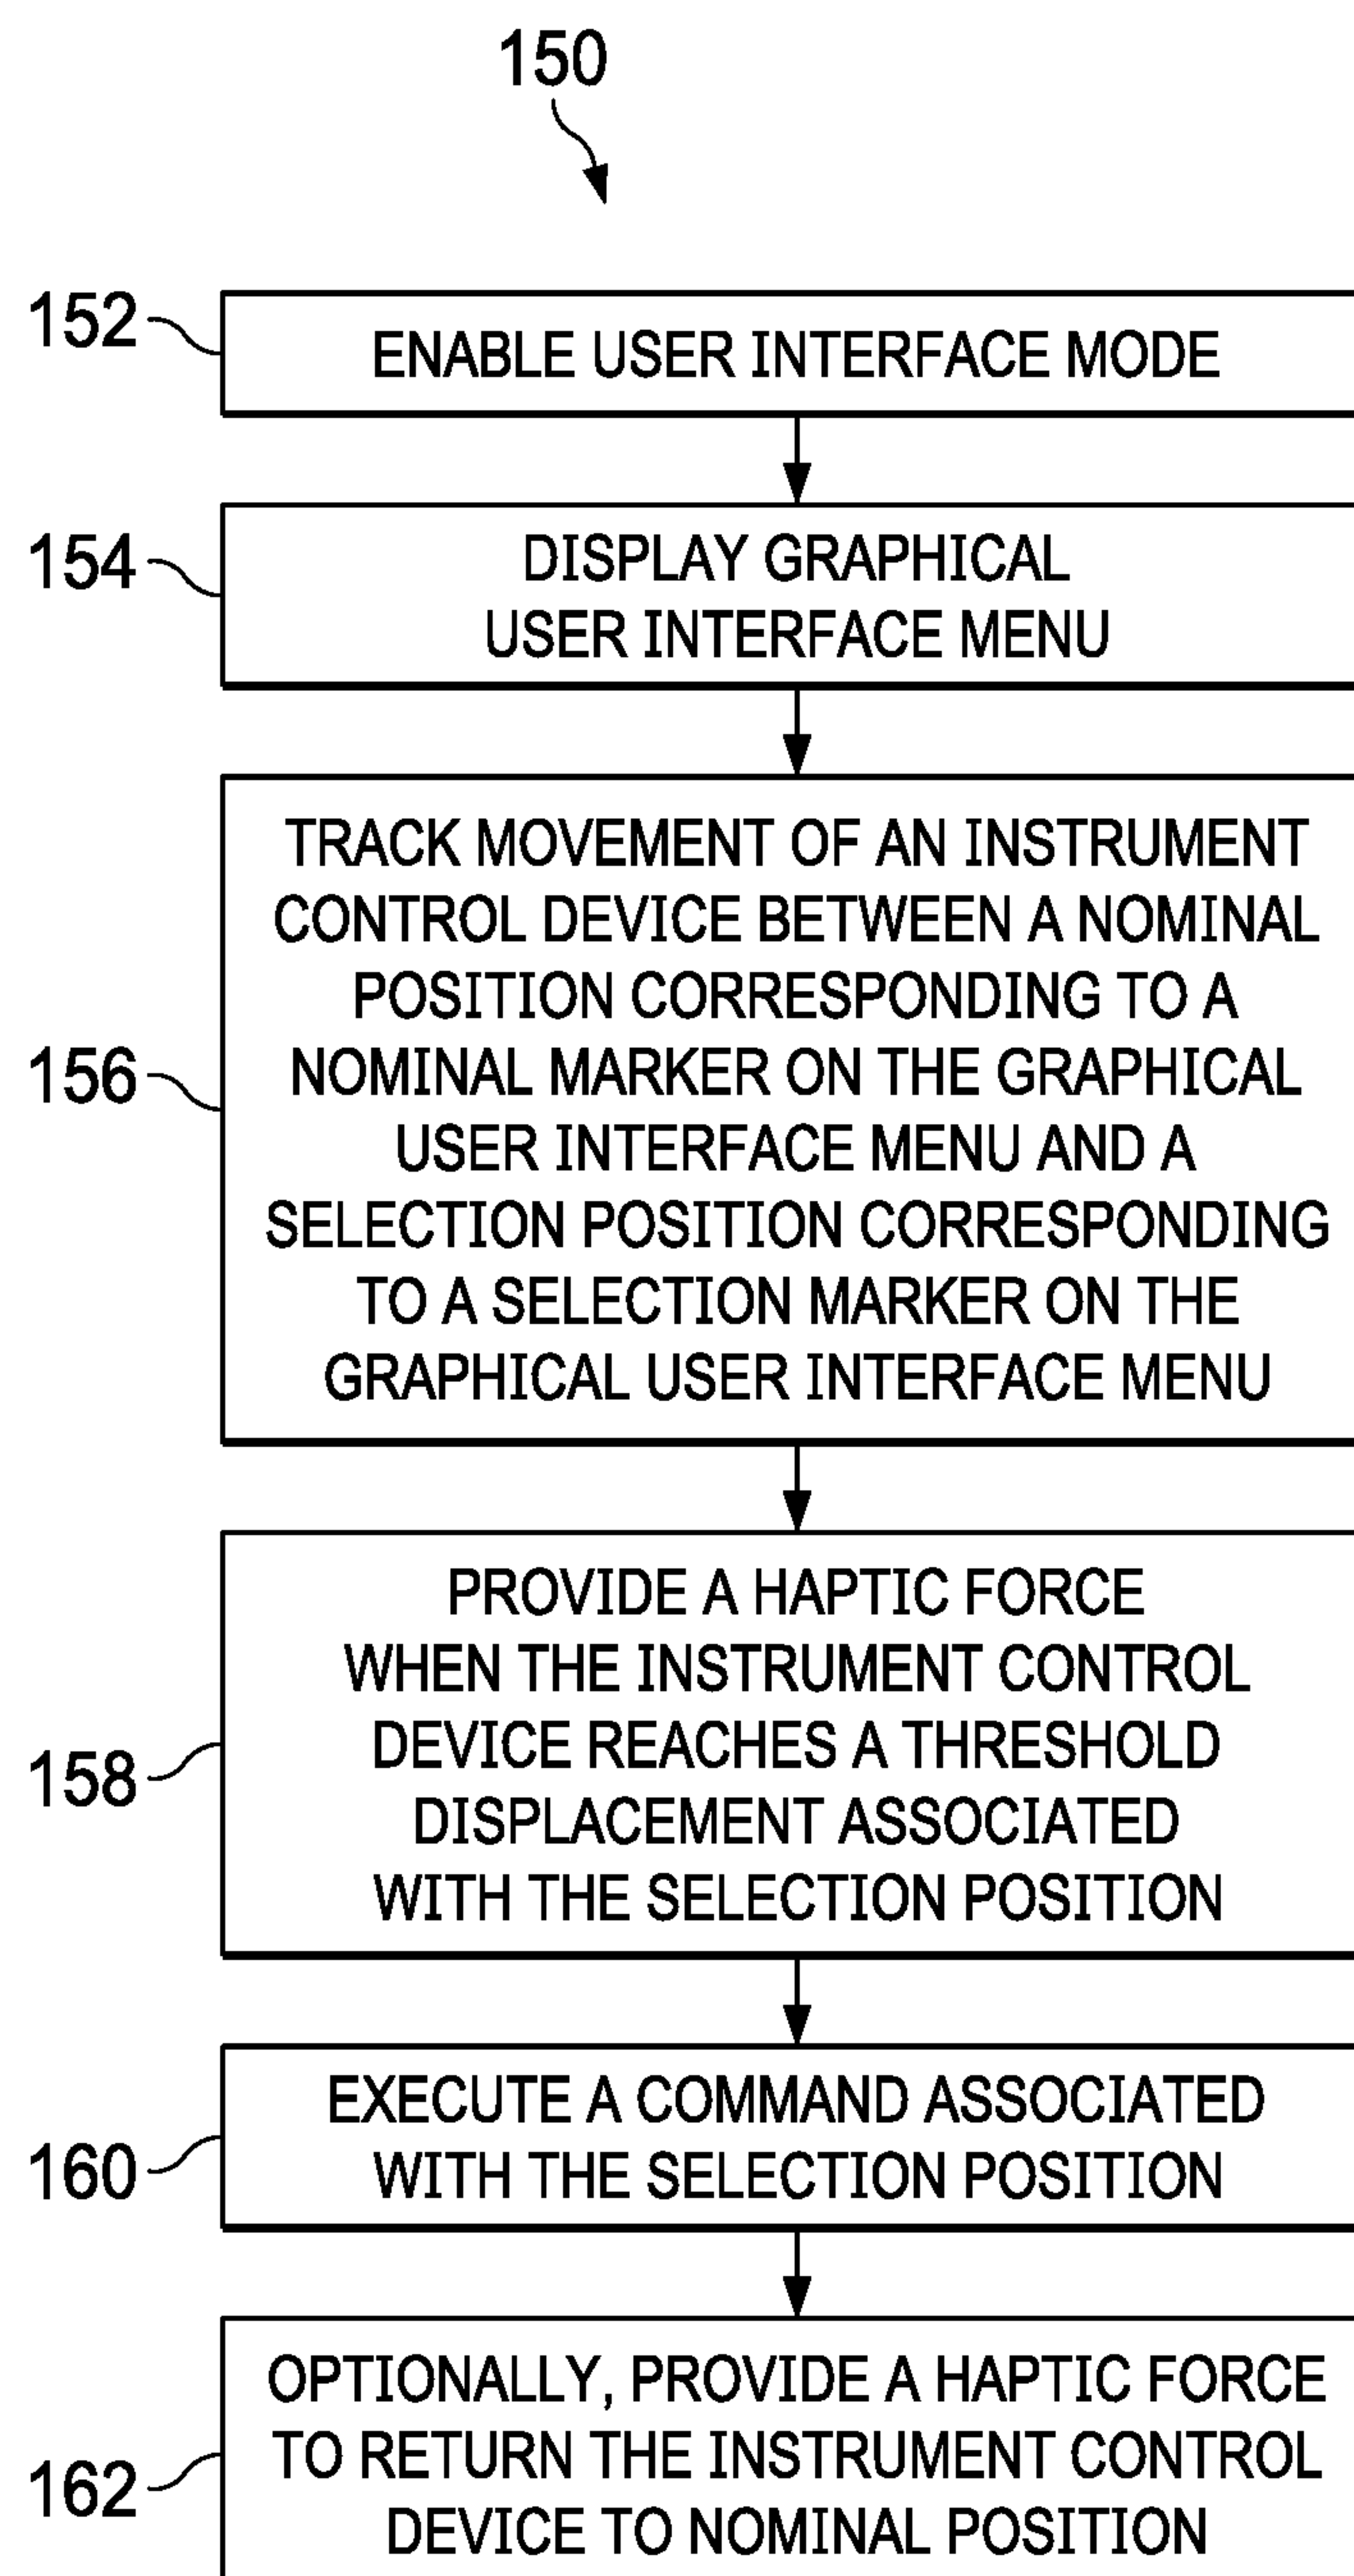 150
152
ENABLE USER INTERFACE MODE
154
DISPLAY GRAPHICAL
USER INTERFACE MENU
156
TRACK MOVEMENT OF AN INSTRUMENT
CONTROL DEVICE BETWEEN A NOMINAL
POSITION CORRESPONDING TO A
NOMINAL MARKER ON THE GRAPHICAL
USER INTERFACE MENU AND A
SELECTION POSITION CORRESPONDING
TO A SELECTION MARKER ON THE
GRAPHICAL USER INTERFACE MENU
158
PROVIDE A HAPTIC FORCE
WHEN THE INSTRUMENT CONTROL
DEVICE REACHES A THRESHOLD
DISPLACEMENT ASSOCIATED
WITH THE SELECTION POSITION
160
EXECUTE A COMMAND ASSOCIATED
WITH THE SELECTION POSITION
162
OPTIONALLY, PROVIDE A HAPTIC FORCE
TO RETURN THE INSTRUMENT CONTROL
DEVICE TO NOMINAL POSITION